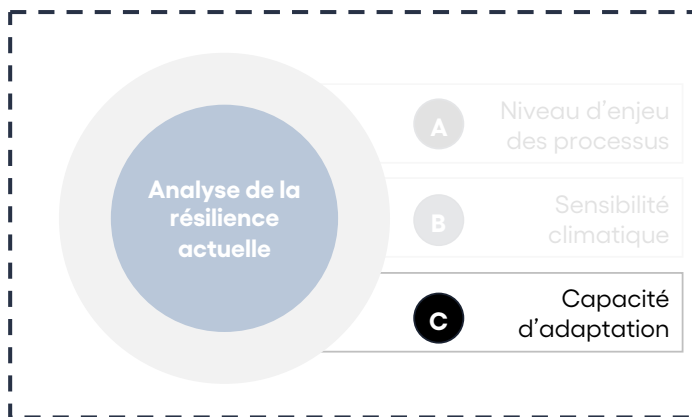 Analyse de la
résilience
actuelle
A
Niveau d’enjeu
des processus
B
Sensibilité
climatique
C
Capacité
d’adaptation